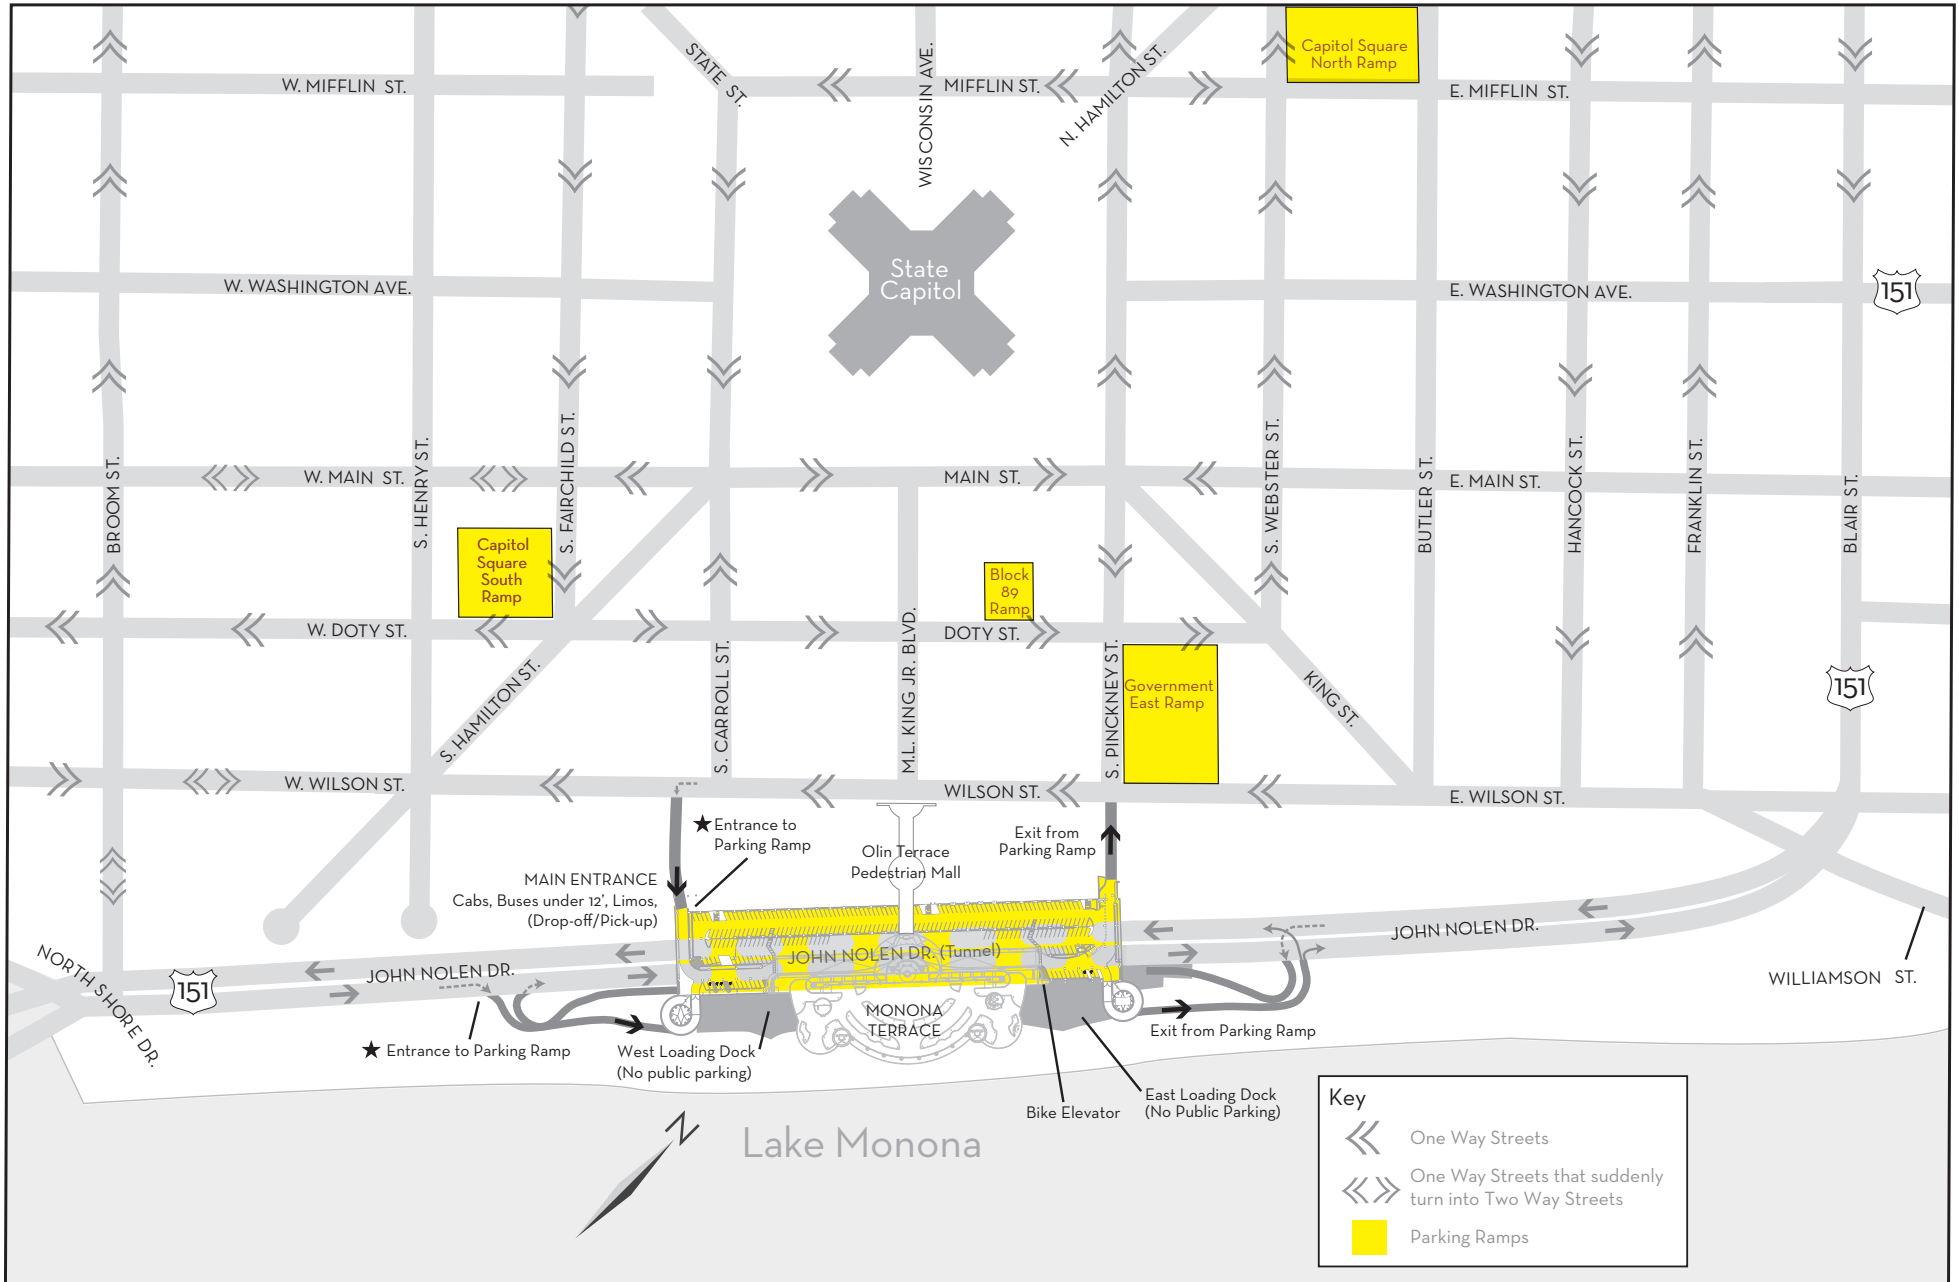 STATE ST.
WISCONSIN AVE.
N. HAMILTON ST.
Capitol Square
North Ramp
W. MIFFLIN ST.
MIFFLIN ST.
E. MIFFLIN ST.
State
Capitol
W. WASHINGTON AVE.
E. WASHINGTON AVE.
151
BROOM ST.
S. HENRY ST.
S. FAIRCHILD ST.
W. MAIN ST.
MAIN ST.
S. WEBSTER ST.
BUTLER ST.
E. MAIN ST.
HANCOCK ST.
FRANKLIN ST.
BLAIR ST.
Capitol
Square
South
Ramp
Block
89
Ramp
W. DOTY ST.
DOTY ST.
S. HAMILTON ST.
S. CARROLL ST.
M.L. KING JR. BLVD.
S. PINCKNEY ST.
Government
East Ramp
KING ST.
151
W. WILSON ST.
WILSON ST.
E. WILSON ST.
★ Entrance to
Parking Ramp
Olin Terrace
Pedestrian Mall
Exit from
Parking Ramp
MAIN ENTRANCE
Cabs, Buses under 12', Limos,
(Drop-off/Pick-up)
NORTH SHORE DR.
151
JOHN NOLEN DR.
JOHN NOLEN DR. (Tunnel)
JOHN NOLEN DR.
WILLIAMSON ST.
MONONA
TERRACE
★ Entrance to Parking Ramp
West Loading Dock
(No public parking)
Exit from Parking Ramp
Bike Elevator
East Loading Dock
(No Public Parking)
N
Lake Monona
Key
One Way Streets
One Way Streets that suddenly
turn into Two Way Streets
Parking Ramps